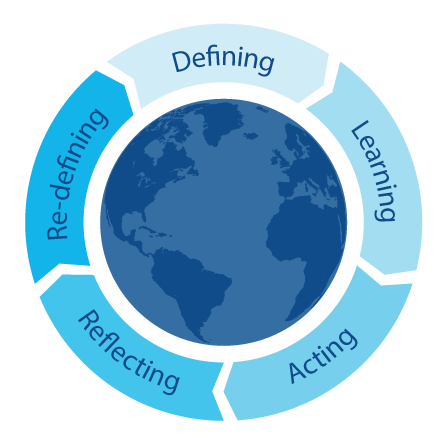 Defining
Learning
Acting
Reflecting
Re-defining